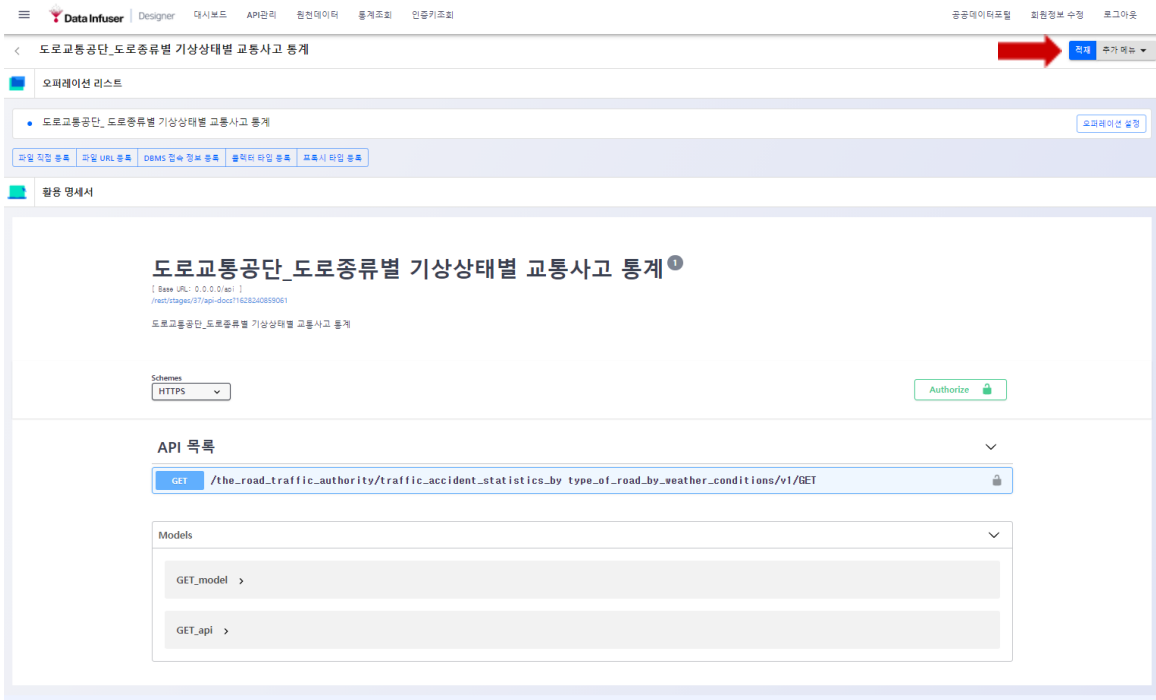 Data Infuser Designer 대시보드 API관리 원천데이터 통계조회 인증키조회 공공데이터포털 회원정보 수정 로그아웃
도로교통공단_도로종류별 기상상태별 교통사고 통계 적재 추가 메뉴
오퍼레이션 리스트
도로교통공단_ 도로종류별 기상상태별 교통사고 통계 오퍼레이션 설정
파일 직접 등록 파일 URL 등록 DBMS 접속 정보 등록 콜렉터 타입 등록 프록시 타입 등록
활용 명세서
도로교통공단_도로종류별 기상상태별 교통사고 통계 1
[ Base URL: 0.0.0.0/api ]
/rest/stages/37/api-docs?1628240859061
도로교통공단_도로종류별 기상상태별 교통사고 통계
Schemes
HTTPS Authorize
API 목록
GET /the_road_traffic_authority/traffic_accident_statistics_by type_of_road_by_weather_conditions/v1/GET
Models
GET_model
GET_api